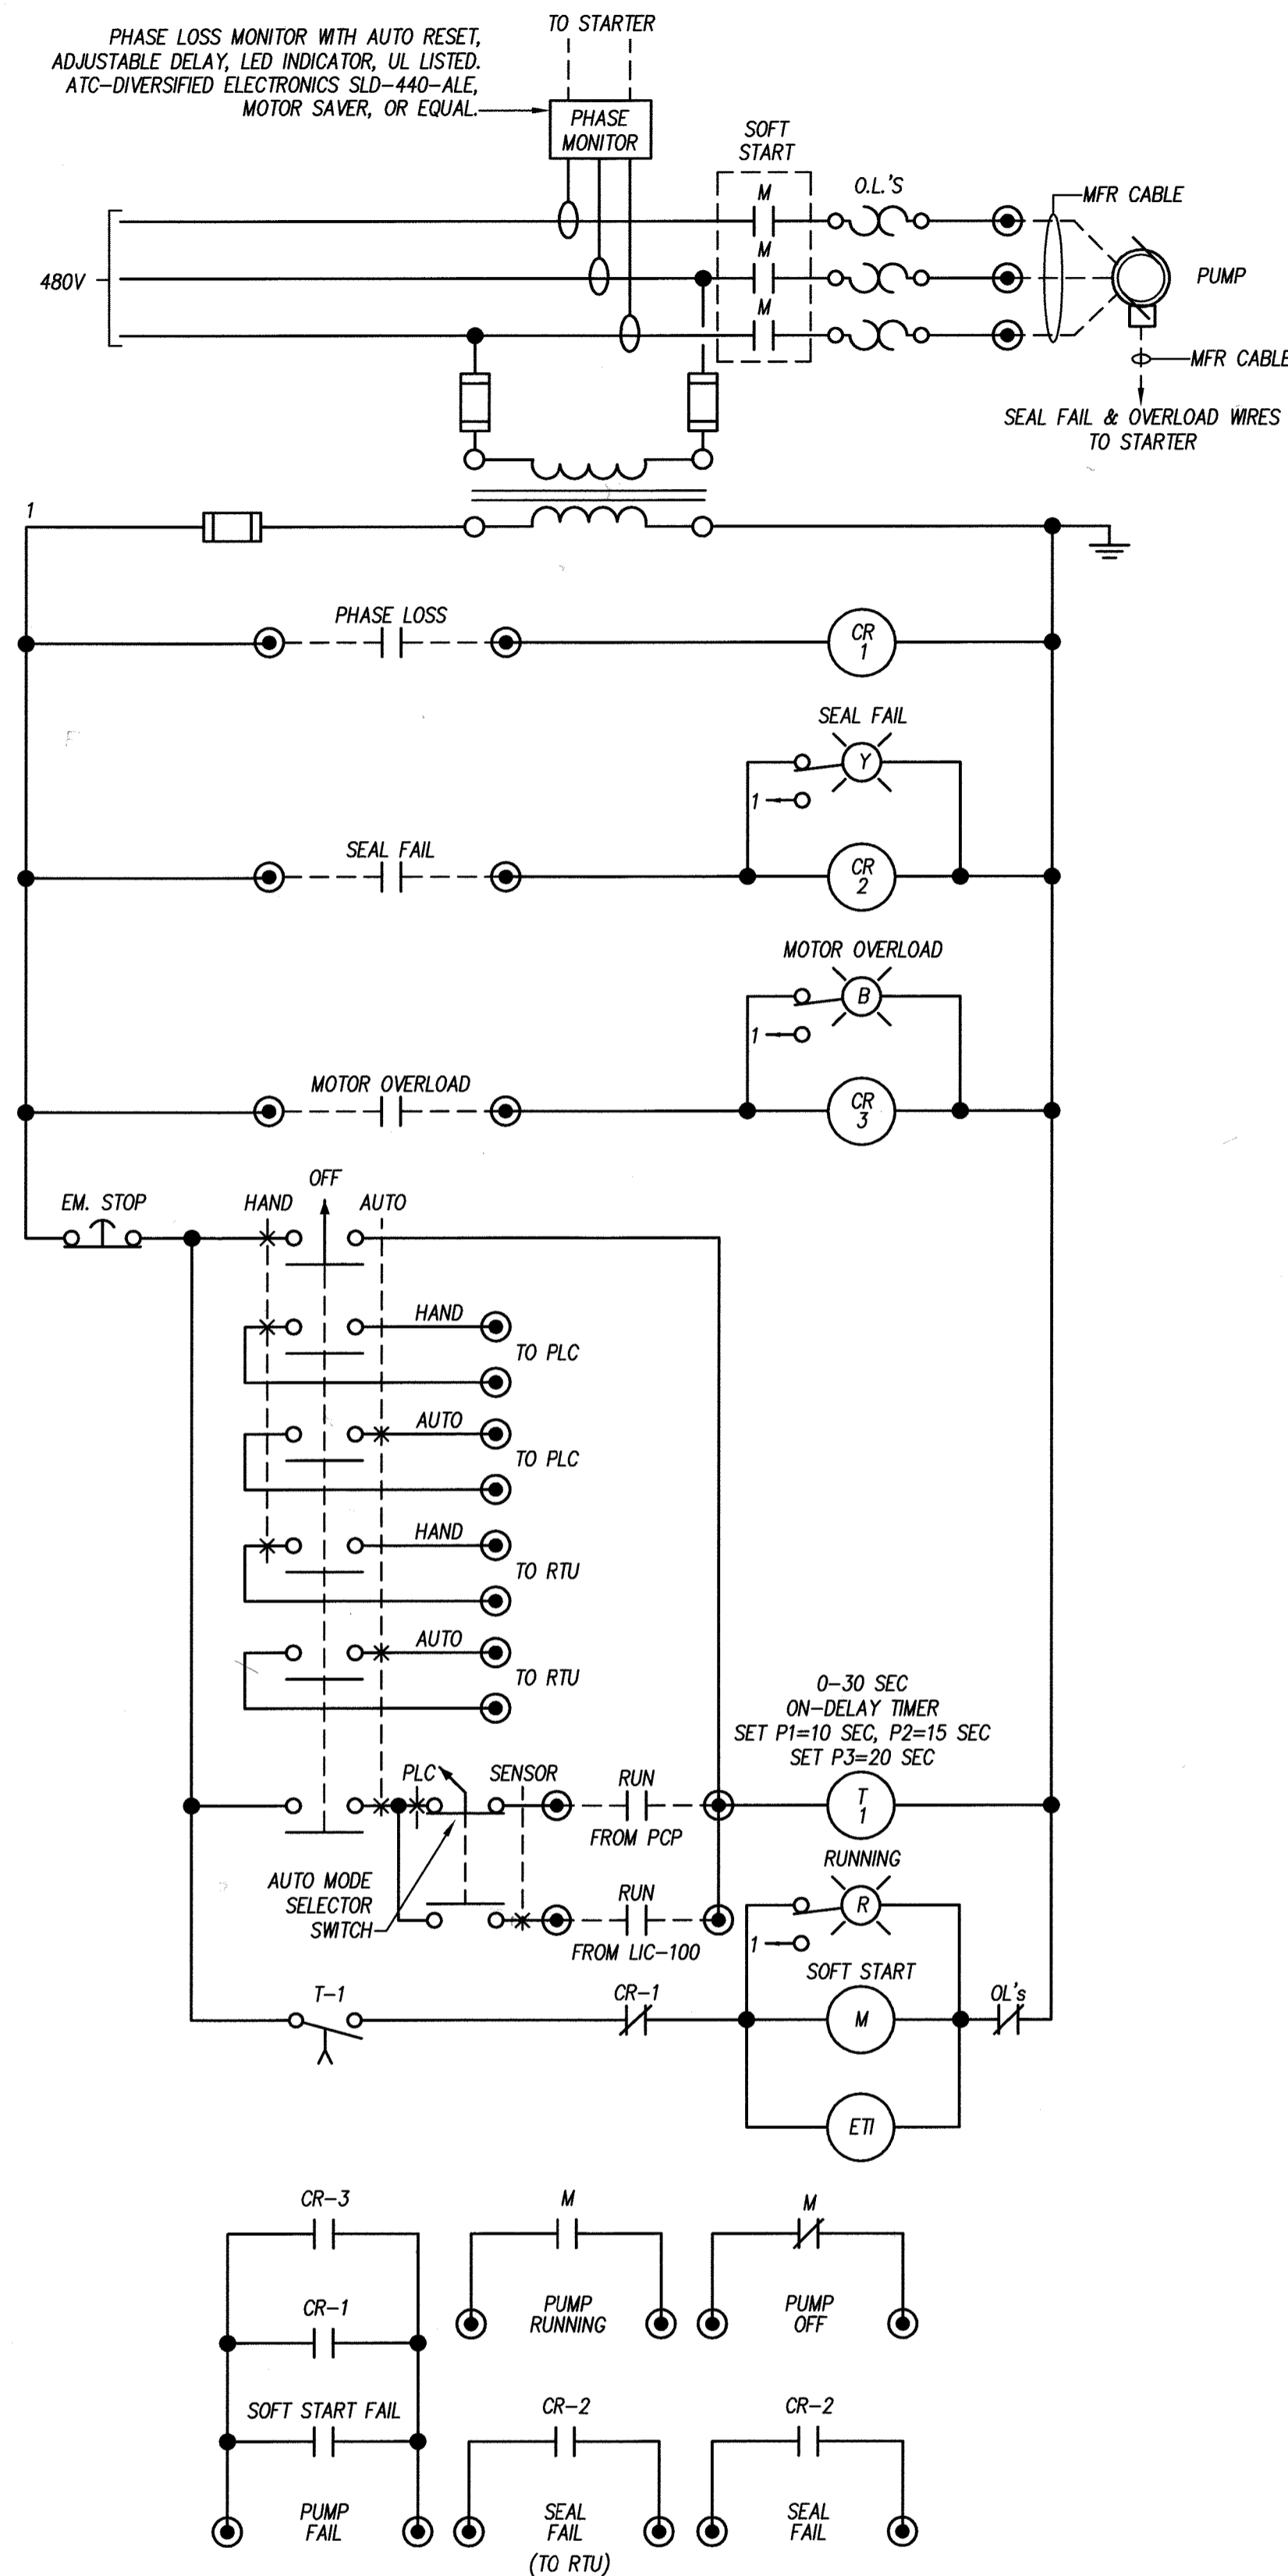 TO STARTER
PHASE LOSS MONITOR WITH AUTO RESET,
ADJUSTABLE DELAY, LED INDICATOR, UL LISTED.
ATC-DIVERSIFIED ELECTRONICS SLD-440-ALE,
MOTOR SAVER, OR EQUAL.
PHASE
MONITOR
SOFT
START
M
O.L.'S
MFR CABLE
M
480V
PUMP
M
MFR CABLE
SEAL FAIL & OVERLOAD WIRES
TO STARTER
1
PHASE LOSS
CR
1
SEAL FAIL
Y
1
SEAL FAIL
CR
2
MOTOR OVERLOAD
B
1
MOTOR OVERLOAD
CR
3
OFF
EM. STOP
HAND
AUTO
HAND
TO PLC
AUTO
TO PLC
HAND
TO RTU
AUTO
TO RTU
0-30 SEC
ON-DELAY TIMER
SET P1=10 SEC, P2=15 SEC
SET P3=20 SEC
PLC
SENSOR
RUN
FROM PCP
T
1
AUTO MODE
SELECTOR
SWITCH
RUN
FROM LIC-100
RUNNING
R
1
T-1
CR-1
SOFT START
M
OL's
ETI
CR-3
M
M
CR-1
PUMP
RUNNING
PUMP
OFF
SOFT START FAIL
CR-2
CR-2
PUMP
FAIL
SEAL
FAIL
(TO RTU)
SEAL
FAIL